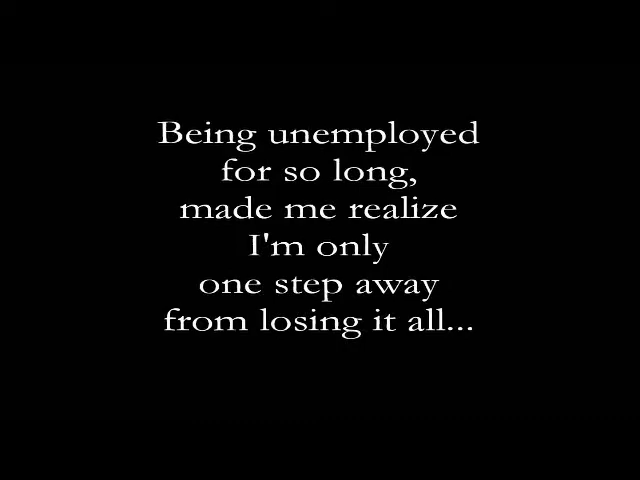 Being unemployed
for so long,
made me realize
I'm only
one step away
from losing it all...